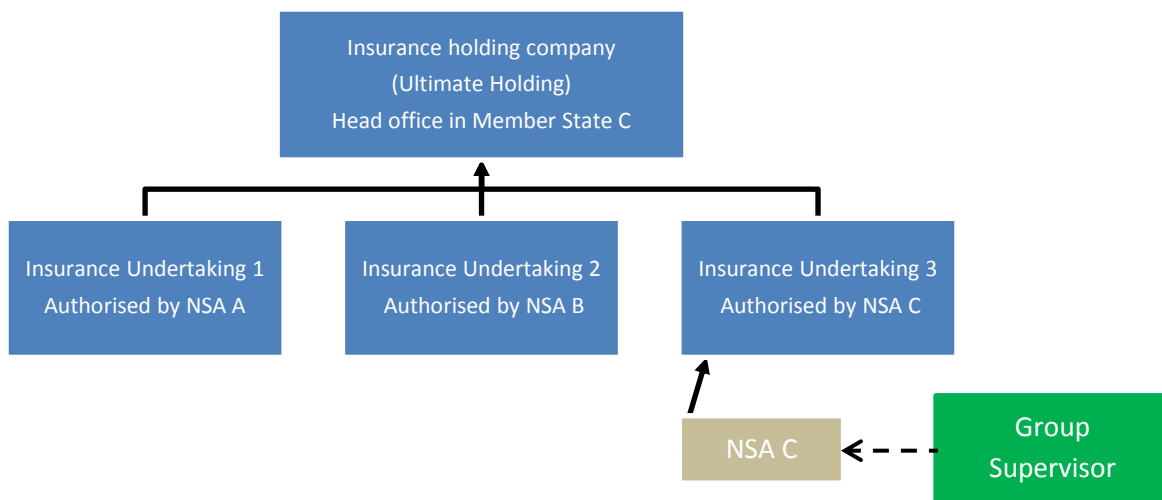 Insurance holding company
(Ultimate Holding)
Head office in Member State C
Insurance Undertaking 1
Authorised by NSA A
Insurance Undertaking 2
Authorised by NSA B
Insurance Undertaking 3
Authorised by NSA C
NSA C
Group
Supervisor